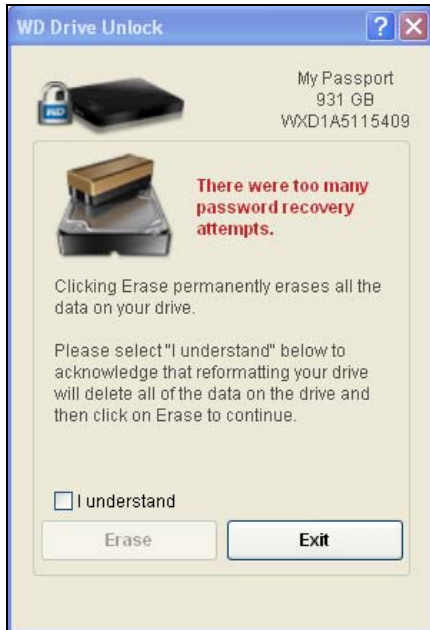 WD Drive Unlock
?
X
My Passport
931 GB
WXD1A5115409
WD
There were too many
password recovery
attempts.
Clicking Erase permanently erases all the
data on your drive.
Please select "I understand" below to
acknowledge that reformatting your drive
will delete all of the data on the drive and
then click on Erase to continue.
I understand
Erase
Exit